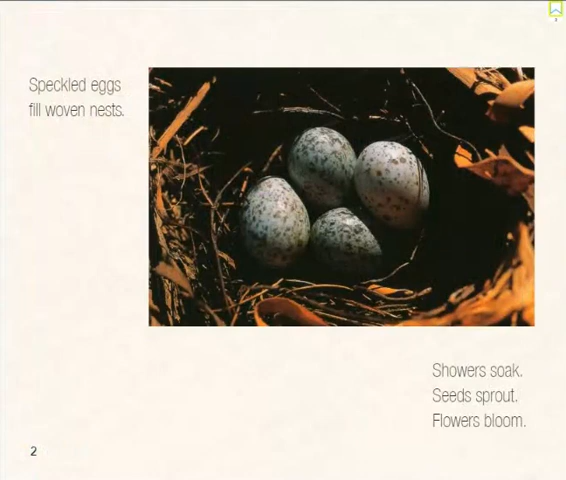 Speckled eggs
fill woven nests.
Showers soak.
Seeds sprout.
Flowers bloom.
2